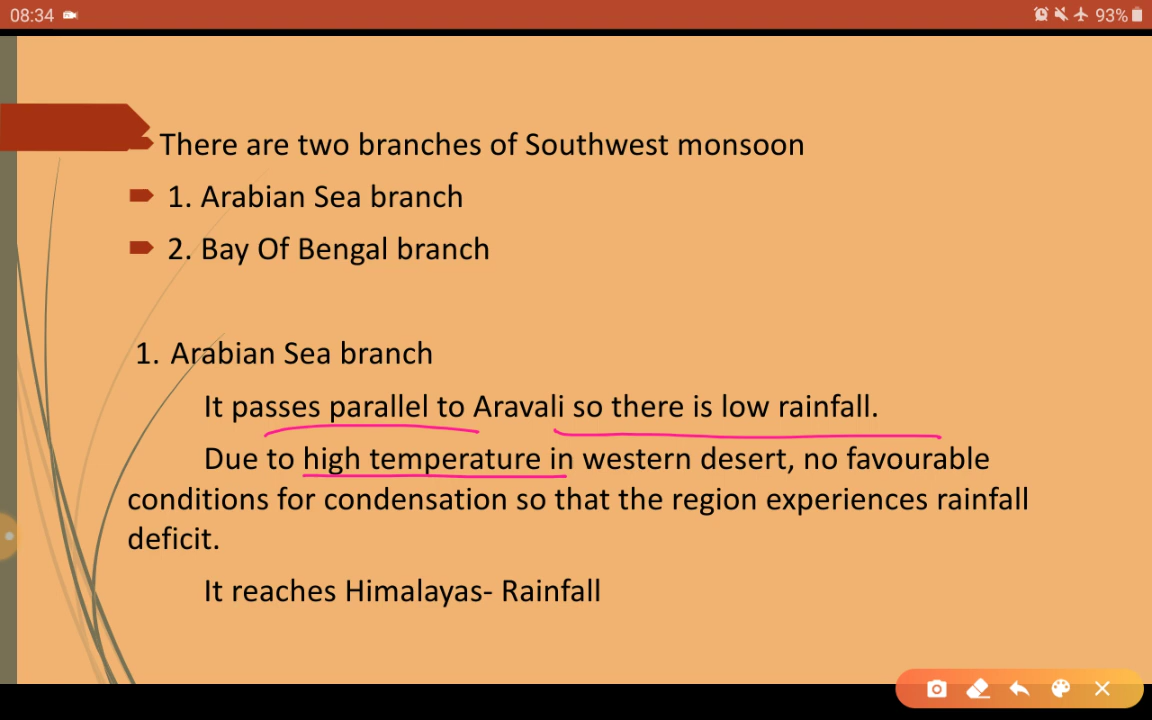 08:34
93%
There are two branches of Southwest monsoon
1. Arabian Sea branch
2. Bay Of Bengal branch
1. Arabian Sea branch
It passes parallel to Aravali so there is low rainfall.
Due to high temperature in western desert, no favourable
conditions for condensation so that the region experiences rainfall
deficit.
It reaches Himalayas- Rainfall